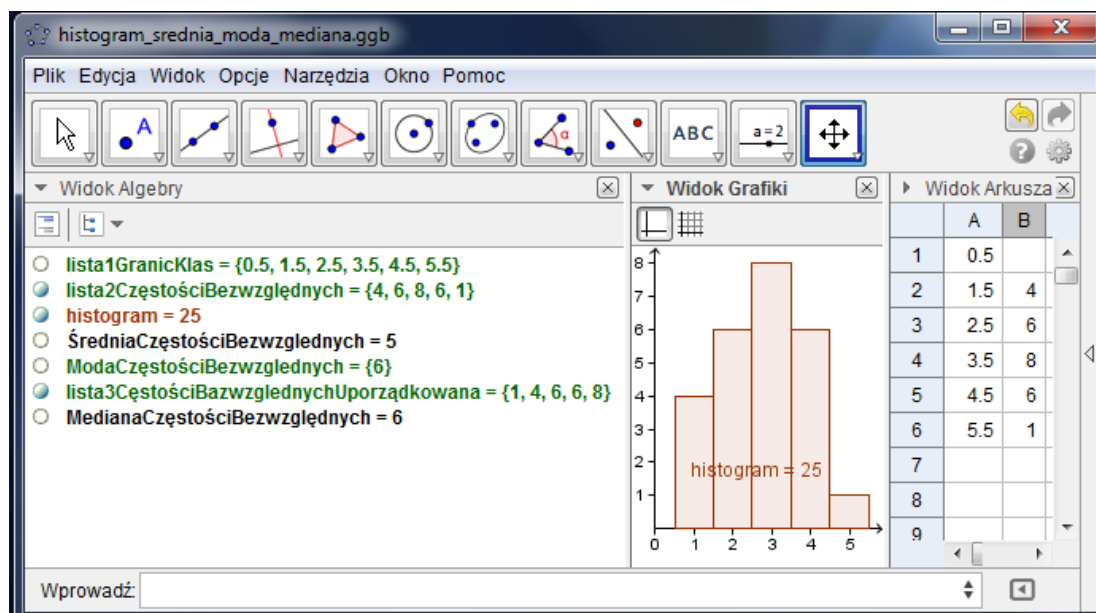 histogram_srednia_moda_mediana.ggb
Plik Edycja Widok Opcje Narzędzia Okno Pomoc
A α ABC a=2
Widok Algebry
lista1GranicKlas = {0.5, 1.5, 2.5, 3.5, 4.5, 5.5}
lista2CzęstościBezwzględnych = {4, 6, 8, 6, 1}
histogram = 25
ŚredniaCzęstościBezwzglednych = 5
ModaCzęstościBezwzglednych = {6}
lista3CęstościBazwzglednychUporządkowana = {1, 4, 6, 6, 8}
MedianaCzęstościBezwzględnych = 6
Widok Grafiki
8
7
6
5
4
3
2
1
histogram = 25
0 1 2 3 4 5
Widok Arkusza
A B
1 0.5
2 1.5 4
3 2.5 6
4 3.5 8
5 4.5 6
6 5.5 1
7
8
9
Wprowadź: